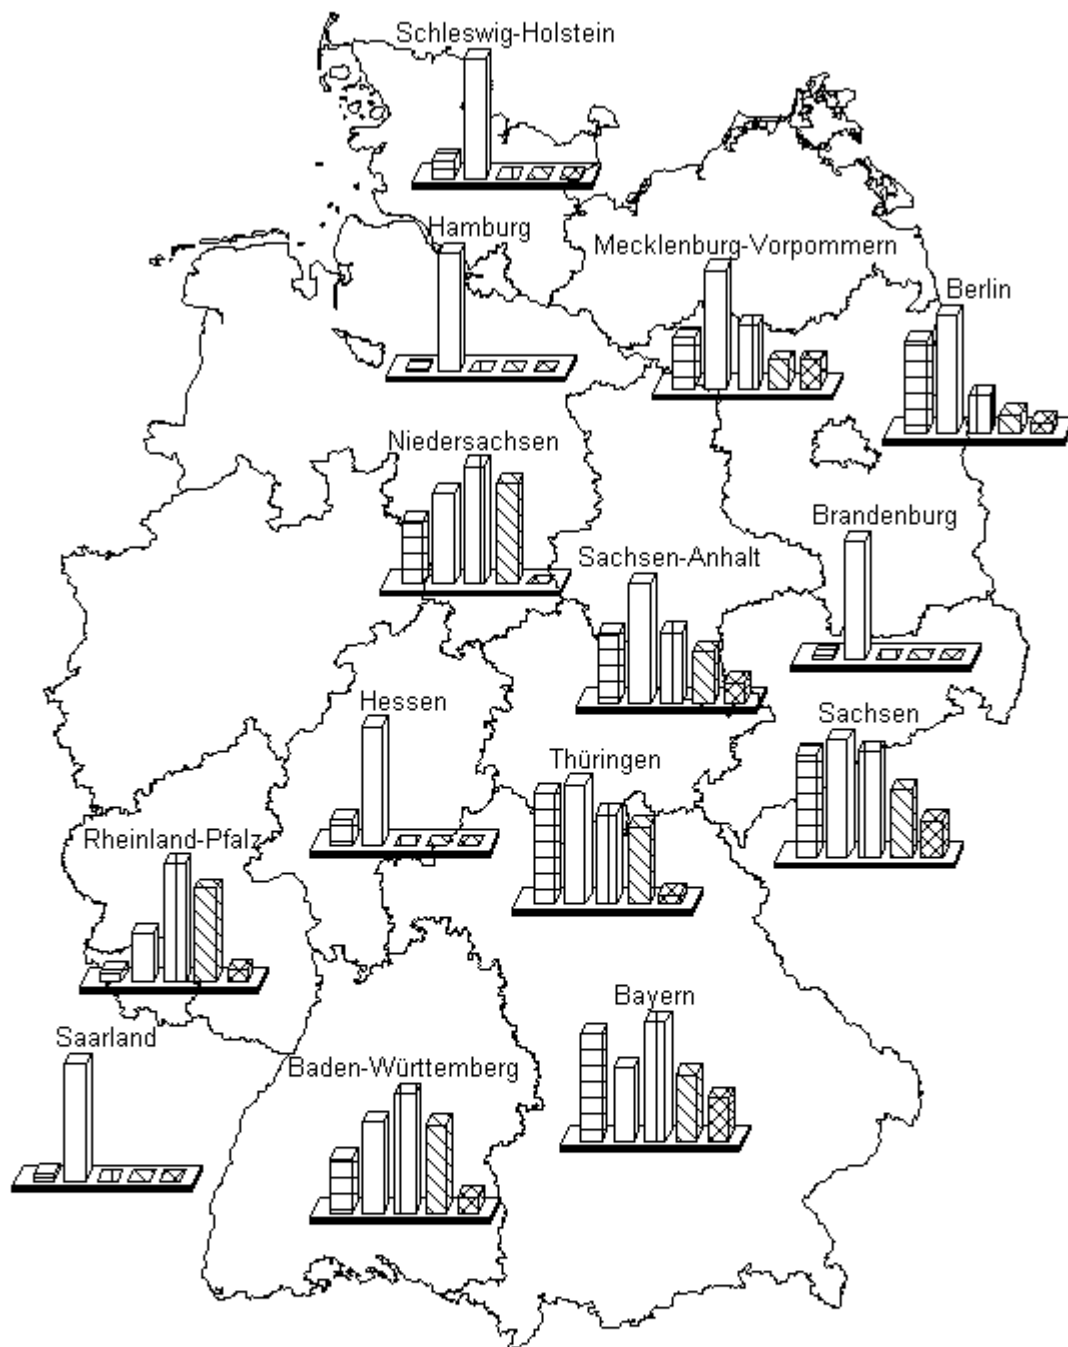 Schleswig-Holstein
Hamburg
Mecklenburg-Vorpommern
Berlin
Niedersachsen
Brandenburg
Sachsen-Anhalt
Hessen
Sachsen
Thüringen
Rheinland-Pfalz
Bayern
Saarland
Baden-Württemberg